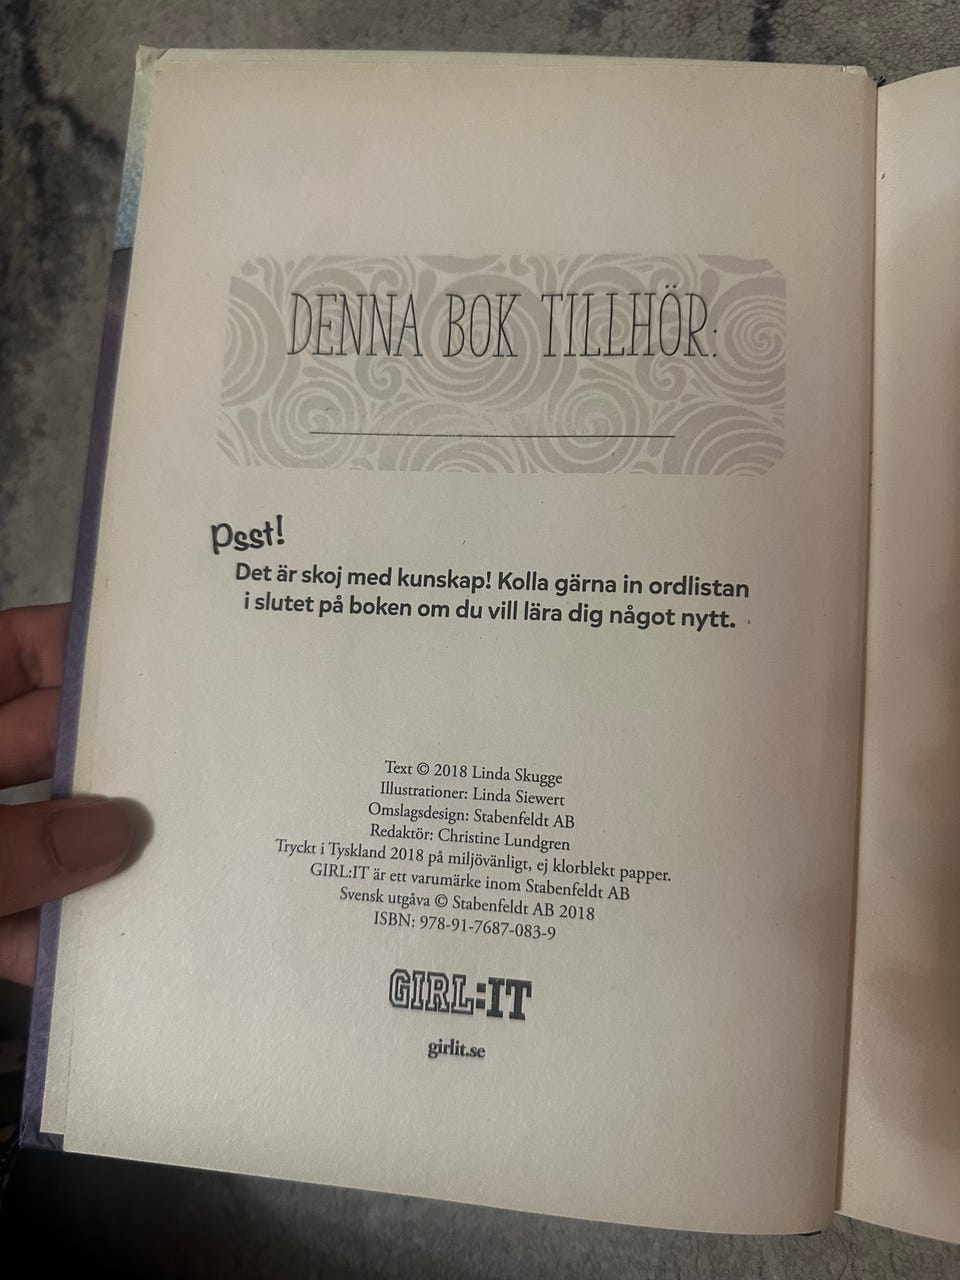 DENNA BOK TILLHÖR:
Psst!
Det är skoj med kunskap! Kolla gärna in ordlistan
i slutet på boken om du vill lära dig något nytt.
Text © 2018 Linda Skugge
Illustrationer: Linda Siewert
Omslagsdesign: Stabenfeldt AB
Redaktör: Christine Lundgren
Tryckt i Tyskland 2018 på miljövänligt, ej klorblekt papper.
GIRL:IT är ett varumärke inom Stabenfeldt AB
Svensk utgåva © Stabenfeldt AB 2018
ISBN: 978-91-7687-083-9
GIRL:IT
girlit.se